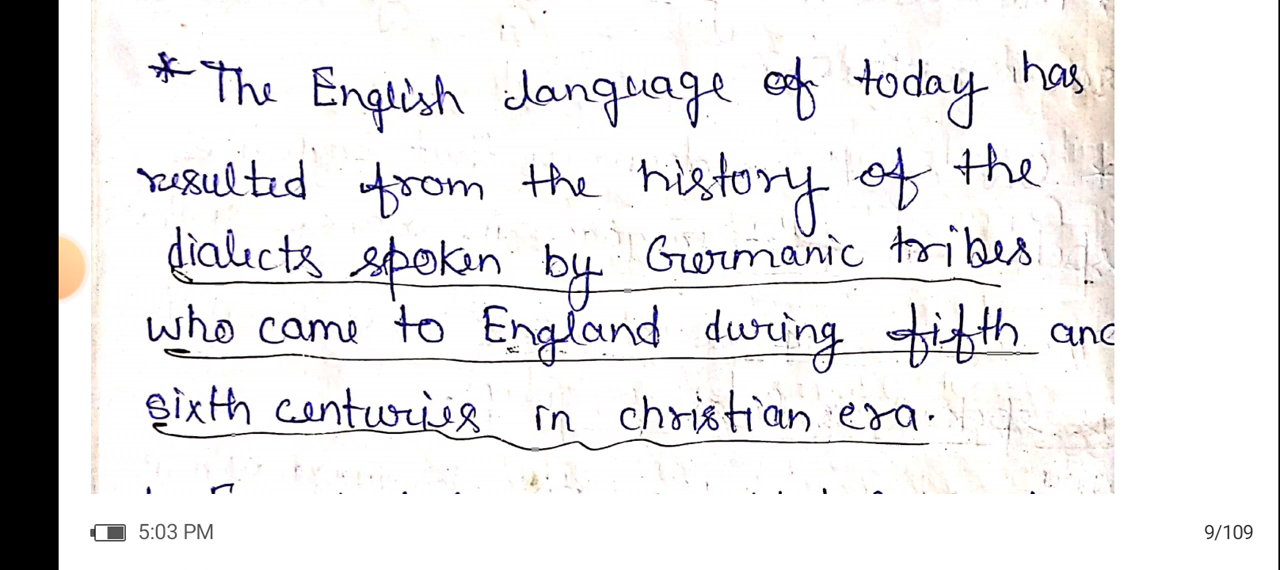 * The English language of today has
resulted from the history of the
dialects spoken by Germanic tribes
who came to England during fifth and
sixth centuries in christian era.
5:03 PM
9/109